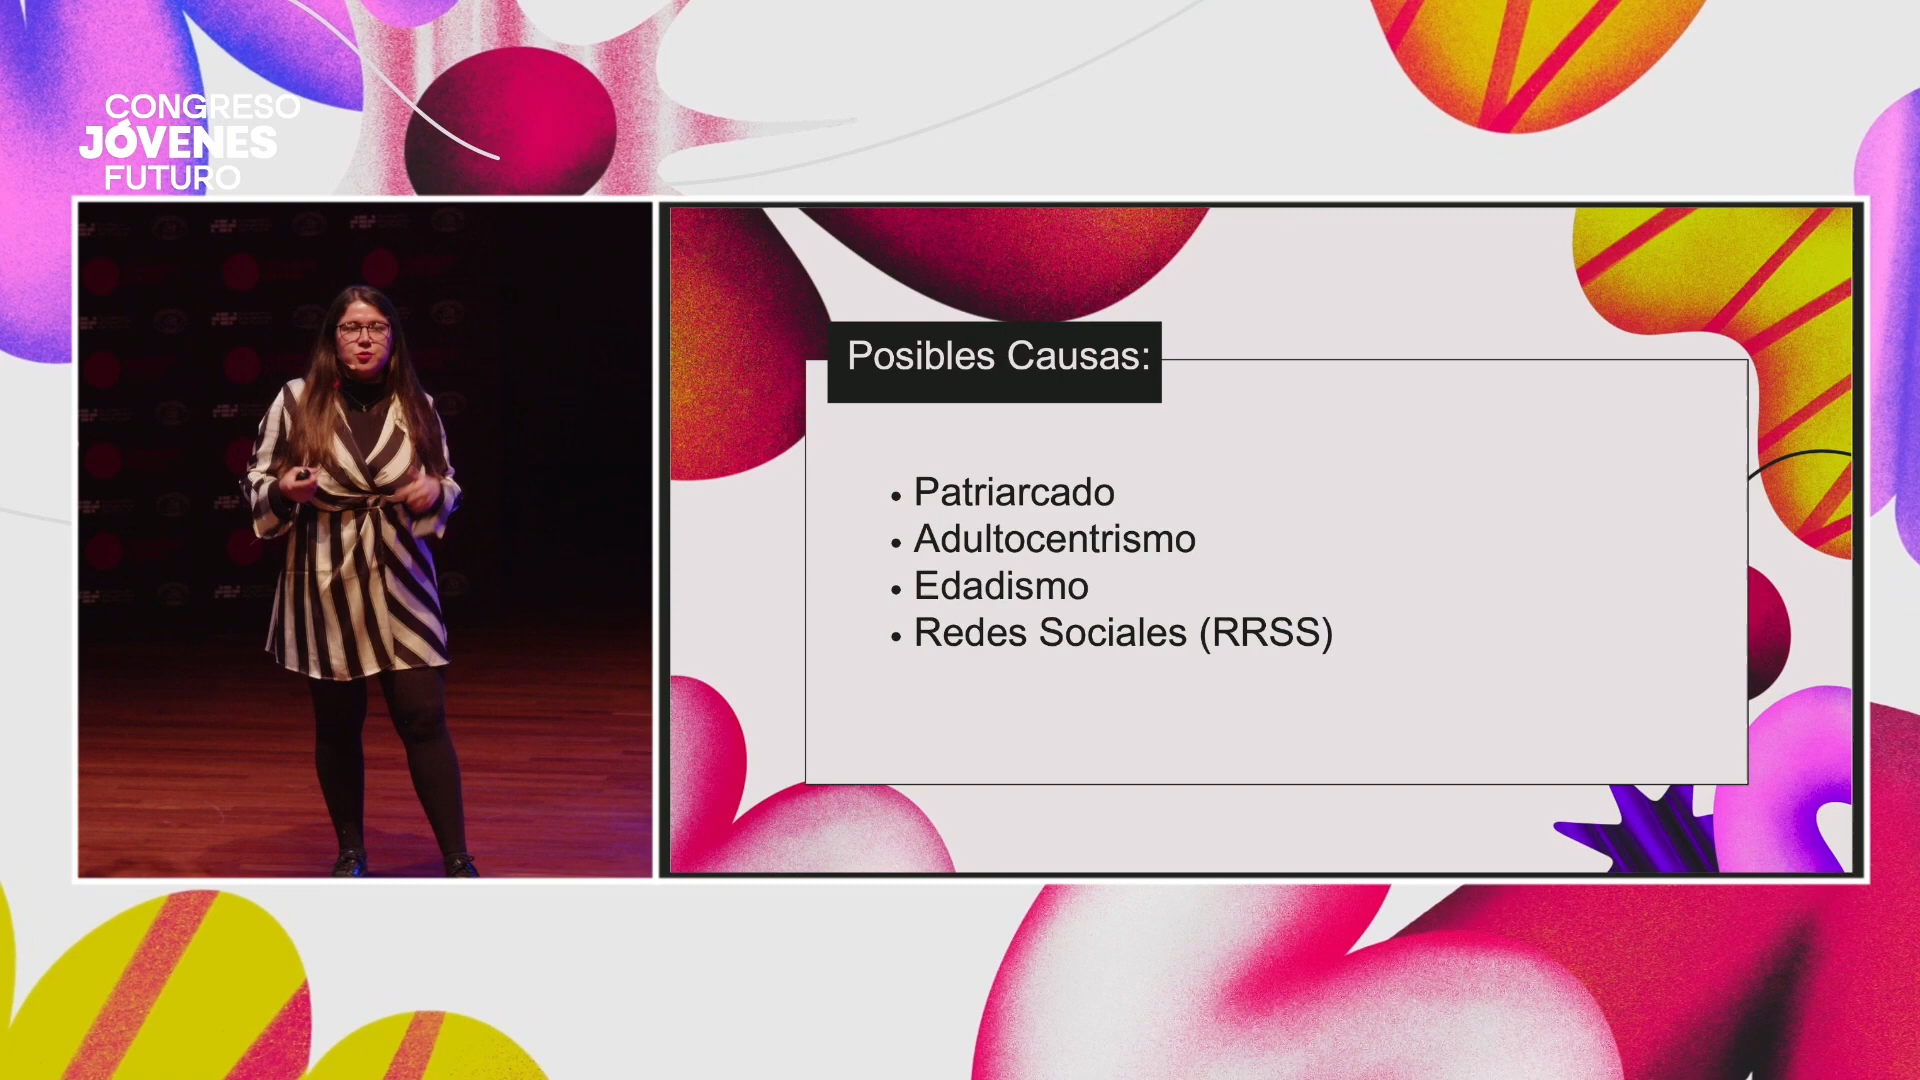 CONGRESO
JÓVENES
FUTURO
Posibles Causas:
• Patriarcado
• Adultocentrismo
• Edadismo
• Redes Sociales (RRSS)